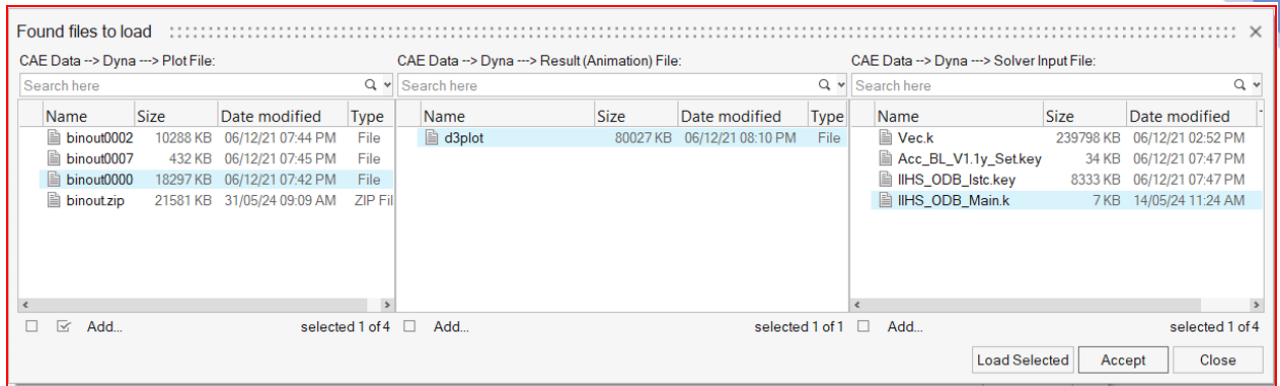 Found files to load
CAE Data --> Dyna ---> Plot File:
Search here
Name Size Date modified Type
binout0002 10288 KB 06/12/21 07:44 PM File
binout0007 432 KB 06/12/21 07:45 PM File
binout0000 18297 KB 06/12/21 07:42 PM File
binout.zip 21581 KB 31/05/24 09:09 AM ZIP Fil
Add...
selected 1 of 4
CAE Data --> Dyna ---> Result (Animation) File:
Search here
Name Size Date modified Type
d3plot 80027 KB 06/12/21 08:10 PM File
Add...
selected 1 of 1
CAE Data --> Dyna ---> Solver Input File:
Search here
Name Size Date modified
Vec.k 239798 KB 06/12/21 02:52 PM
Acc_BL_V1.1y_Set.key 34 KB 06/12/21 07:47 PM
IIHS_ODB_lstc.key 8333 KB 06/12/21 07:47 PM
IIHS_ODB_Main.k 7 KB 14/05/24 11:24 AM
Add...
selected 1 of 4
Load Selected
Accept
Close